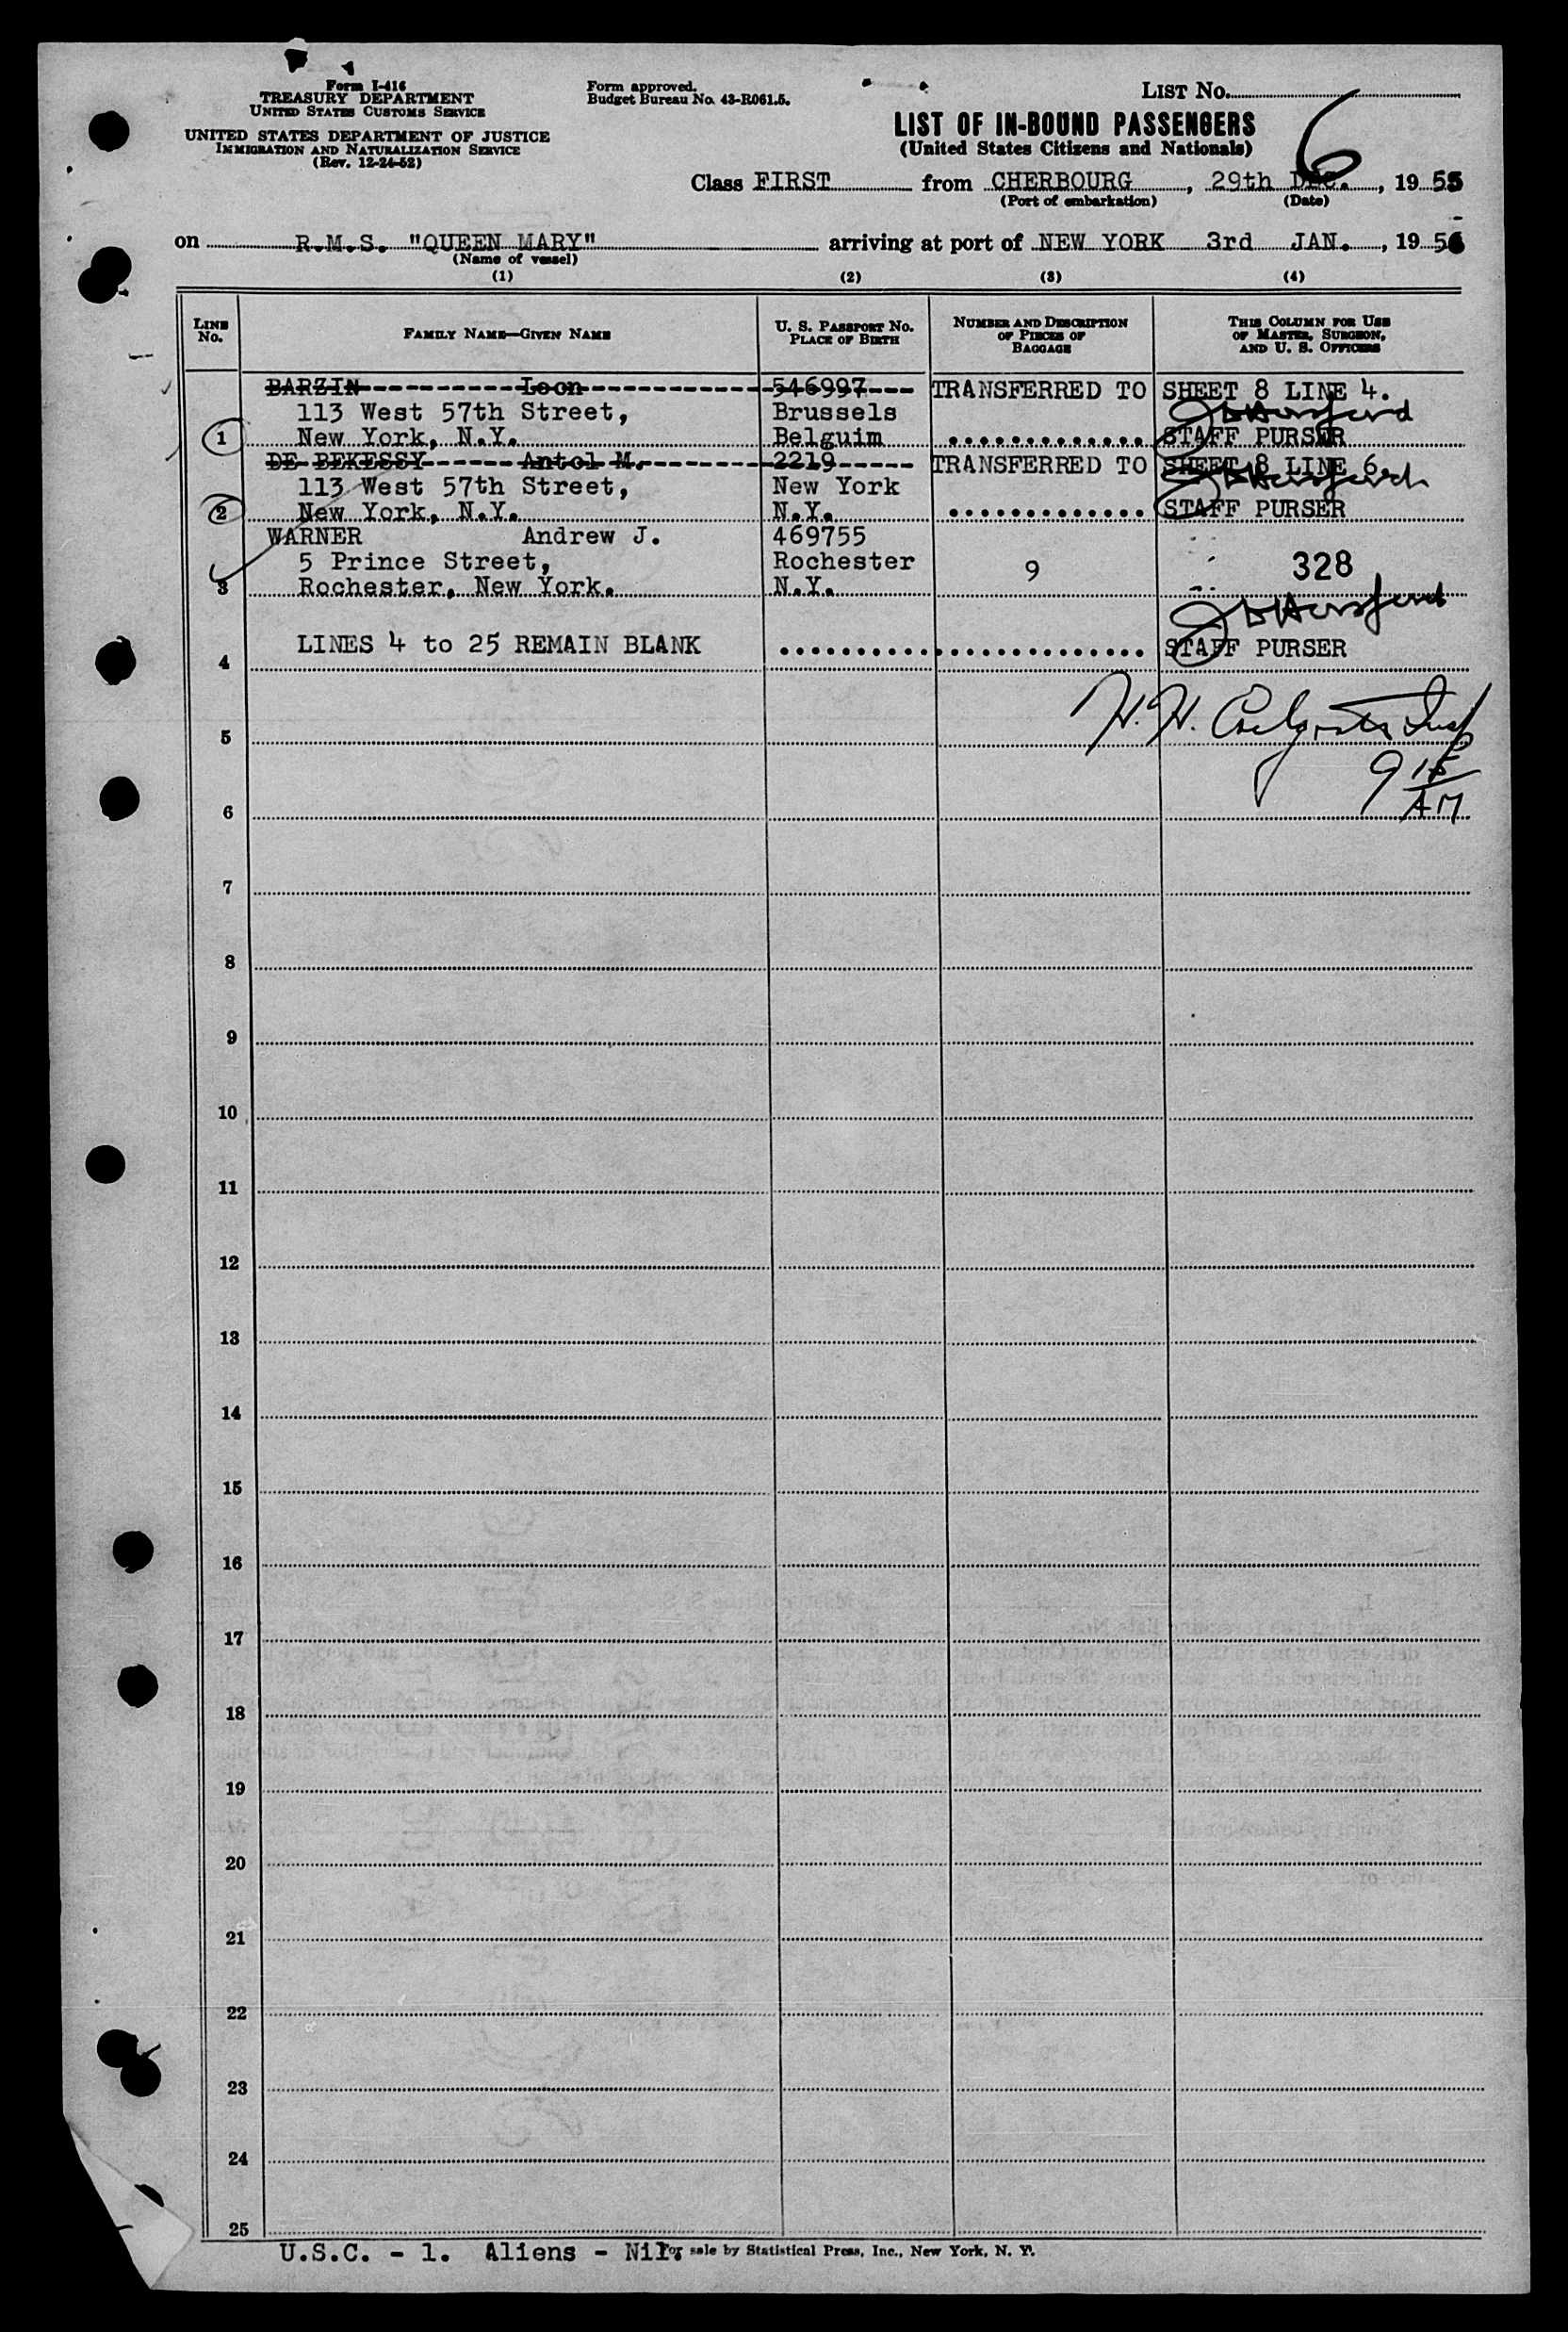 Form I-416
TREASURY DEPARTMENT
UNITED STATES CUSTOMS SERVICE
UNITED STATES DEPARTMENT OF JUSTICE
IMMIGRATION AND NATURALIZATION SERVICE
(Rev. 12-24-52)
Form approved.
Budget Bureau No. 43-R061.5.
LIST No.
6
LIST OF IN-BOUND PASSENGERS
(United States Citizens and Nationals)
Class FIRST from CHERBOURG, 29th DEC., 1955
(Port of embarkation) (Date)
on R.M.S. "QUEEN MARY" arriving at port of NEW YORK 3rd JAN., 1956
(Name of vessel)
(1) (2) (3) (4)
LINE No. FAMILY NAME—GIVEN NAME U. S. PASSPORT No. PLACE OF BIRTH NUMBER AND DESCRIPTION OF PIECES OF BAGGAGE THIS COLUMN FOR USE OF MASTER, SURGEON, AND U. S. OFFICERS
BARZIN Leon 546997 TRANSFERRED TO SHEET 8 LINE 4.
113 West 57th Street, Brussels
1 New York, N.Y. Belguim STAFF PURSER
DE BEKESSY Antol M. 2219 TRANSFERRED TO SHEET 8 LINE 6.
113 West 57th Street, New York
2 New York, N.Y. N.Y. STAFF PURSER
WARNER Andrew J. 469755
5 Prince Street, Rochester 9 328
3 Rochester, New York. N.Y.
4 LINES 4 to 25 REMAIN BLANK STAFF PURSER
H. H.
5
9 15 AM
6
7
8
9
10
11
12
13
14
15
16
17
18
19
20
21
22
23
24
25
U.S.C. - 1. Aliens - Nil. For sale by Statistical Press, Inc., New York, N. Y.